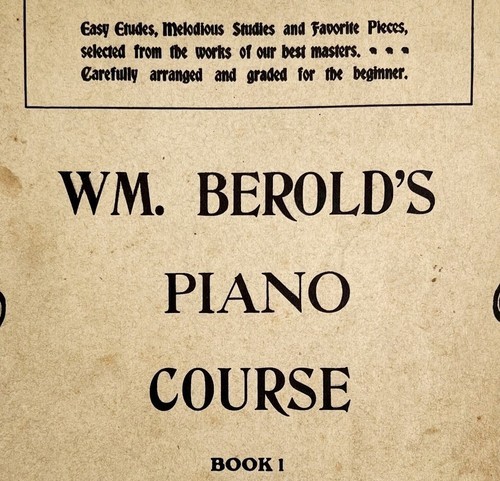 Easy Etudes, Melodious Studies and Favorite Pieces,
selected from the works of our best masters.
Carefully arranged and graded for the beginner.
WM. BEROLD'S
PIANO
COURSE
BOOK 1